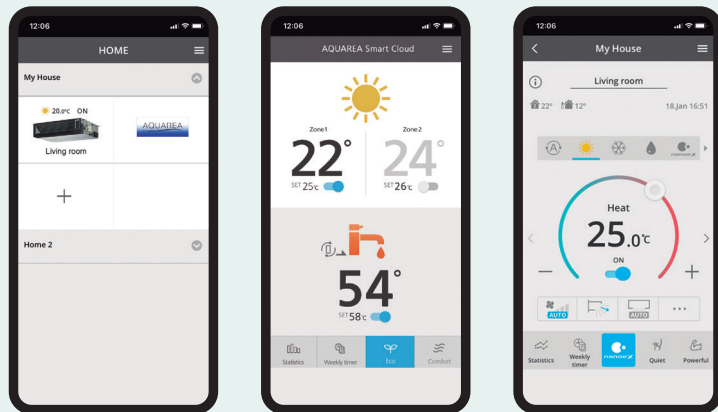 12:06
HOME
My House
20.0°C ON
Living room
AQUAREA
Home 2
12:06
AQUAREA Smart Cloud
Zone1
22°
SET 25°c
Zone2
24°
SET 26°c
54°
SET 58°c
Statistics
Weekly timer
Eco
Comfort
12:06
My House
Living room
22° 12° 18.Jan 16:51
A
nanoe X
Heat
25.0°c
ON
AUTO
AUTO
Statistics
Weekly timer
nanoe X
Quiet
Powerful